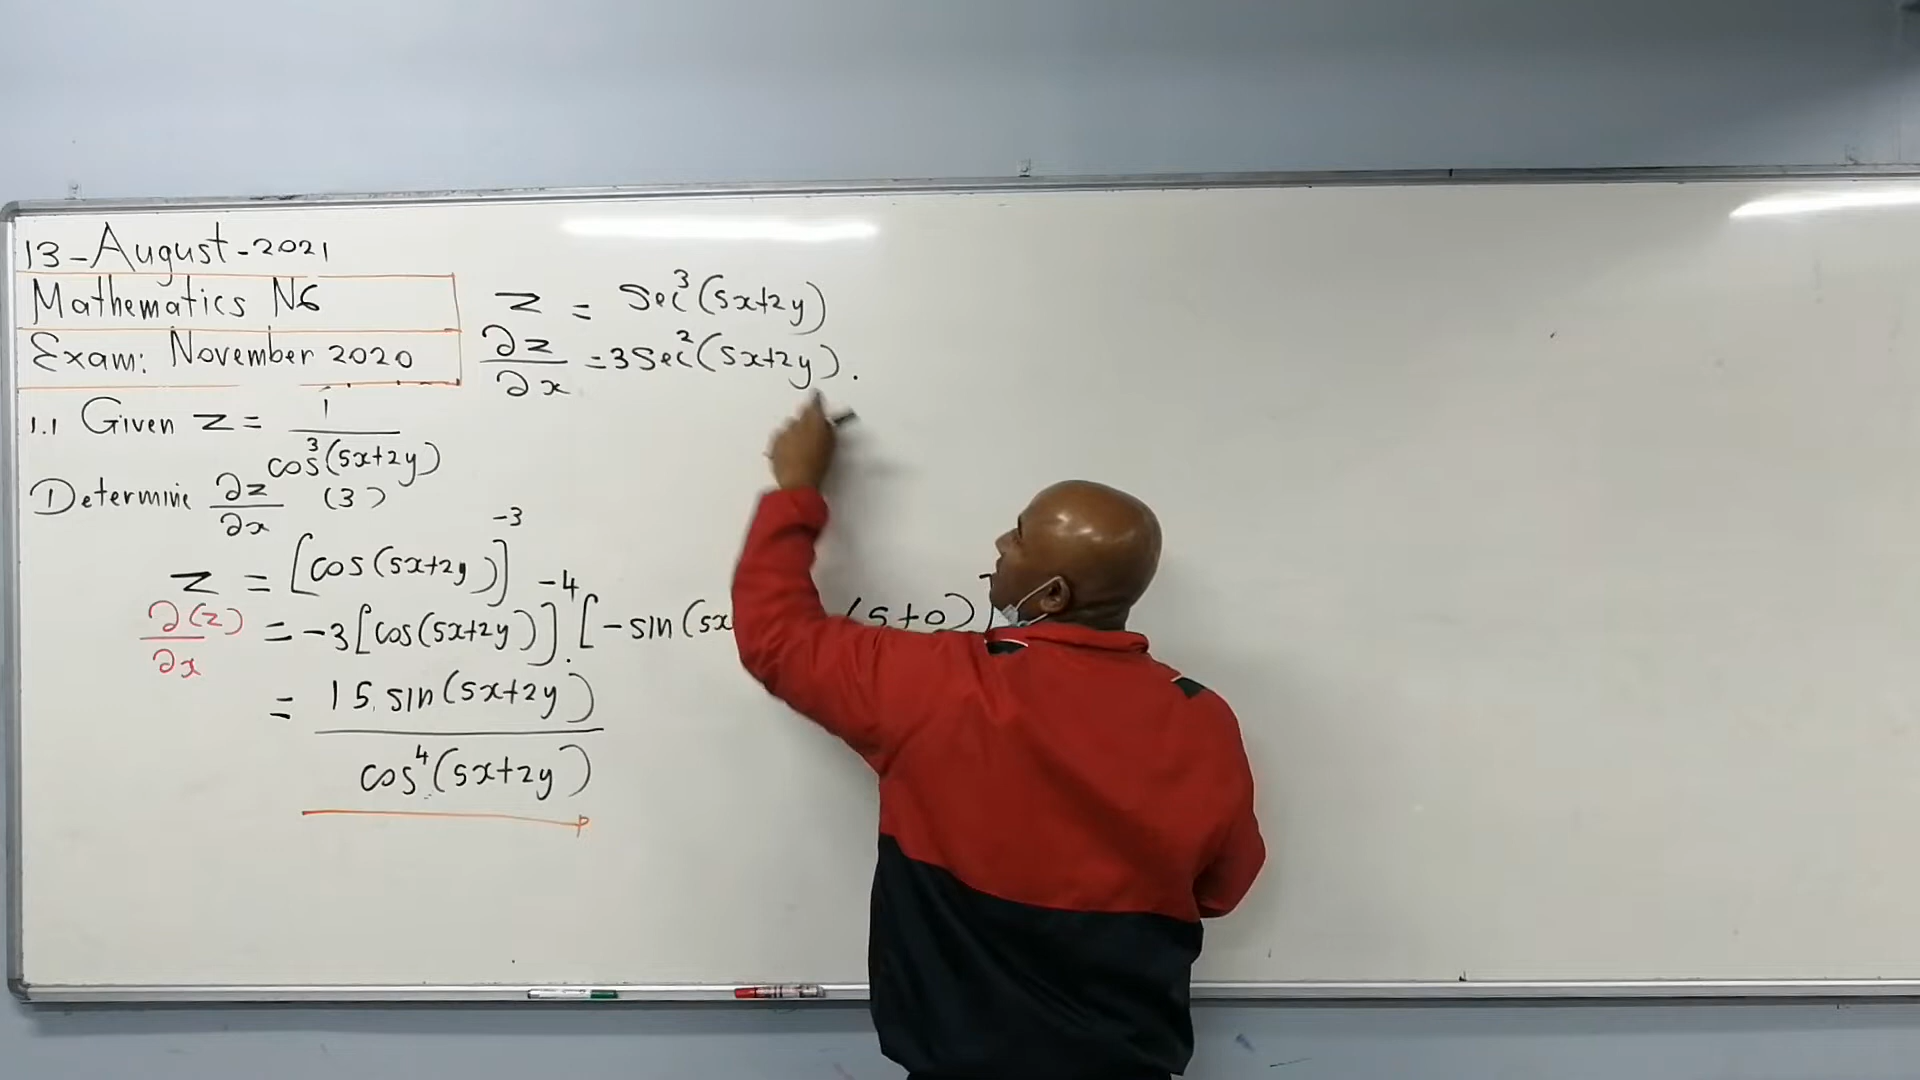 13-August-2021
Mathematics N6
Exam: November 2020
1.1 Given z = 1/cos³(5x+2y)
Determine ∂z/∂x (3)
z = [cos(5x+2y)]⁻³
∂(z)/∂x = -3[cos(5x+2y)]⁻⁴.[-sin(5x (5+0)]
= 15 sin(5x+2y)/cos⁴(5x+2y)
z = Sec³(5x+2y)
∂z/∂x = 3Sec²(5x+2y).